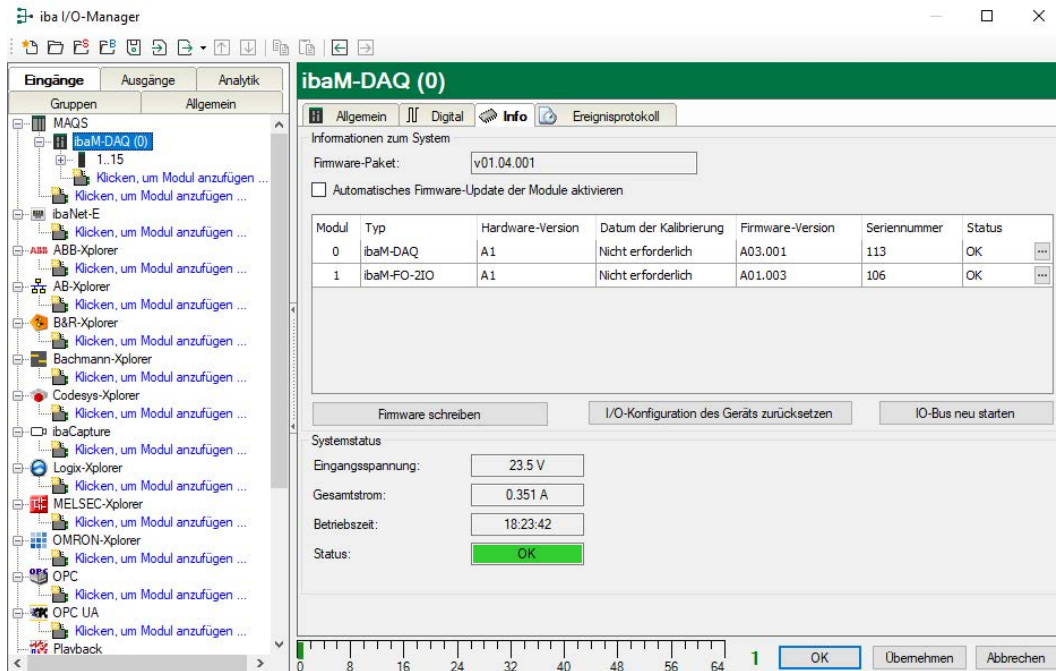 iba I/O-Manager
Eingänge Ausgänge Analytik
Gruppen Allgemein
MAQS
ibaM-DAQ (0)
1..15
Klicken, um Modul anzufügen ...
Klicken, um Modul anzufügen ...
ibaNet-E
Klicken, um Modul anzufügen ...
ABB ABB-Xplorer
Klicken, um Modul anzufügen ...
AB-Xplorer
Klicken, um Modul anzufügen ...
B&R-Xplorer
Klicken, um Modul anzufügen ...
Bachmann-Xplorer
Klicken, um Modul anzufügen ...
Codesys-Xplorer
Klicken, um Modul anzufügen ...
ibaCapture
Klicken, um Modul anzufügen ...
Logix-Xplorer
Klicken, um Modul anzufügen ...
MELSEC-Xplorer
Klicken, um Modul anzufügen ...
OMRON-Xplorer
Klicken, um Modul anzufügen ...
OPC OPC
Klicken, um Modul anzufügen ...
OPC UA
Klicken, um Modul anzufügen ...
Playback
ibaM-DAQ (0)
Allgemein Digital Info Ereignisprotokoll
Informationen zum System
Firmware-Paket: v01.04.001
Automatisches Firmware-Update der Module aktivieren
Modul Typ Hardware-Version Datum der Kalibrierung Firmware-Version Seriennummer Status
0 ibaM-DAQ A1 Nicht erforderlich A03.001 113 OK ...
1 ibaM-FO-2IO A1 Nicht erforderlich A01.003 106 OK ...
Firmware schreiben I/O-Konfiguration des Geräts zurücksetzen IO-Bus neu starten
Systemstatus
Eingangsspannung: 23.5 V
Gesamtstrom: 0.351 A
Betriebszeit: 18:23:42
Status: OK
0 8 16 24 32 40 48 56 64 1 OK Übernehmen Abbrechen